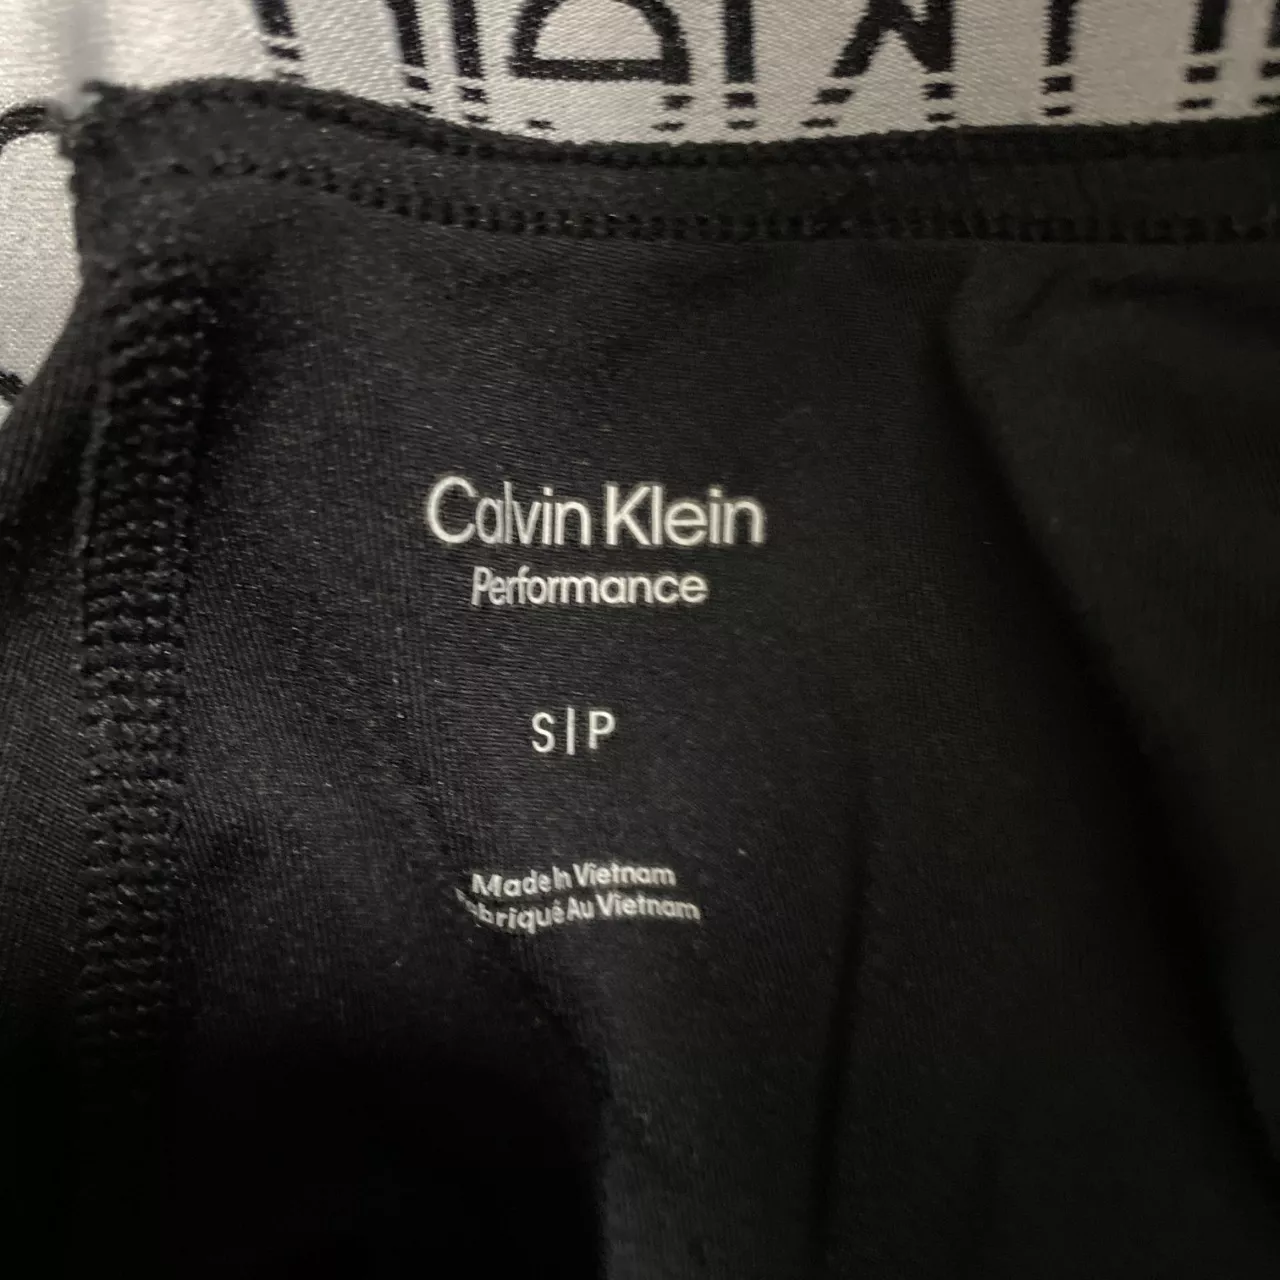 Calvin Klein
Performance
S|P
Made In Vietnam
Au Vietnam